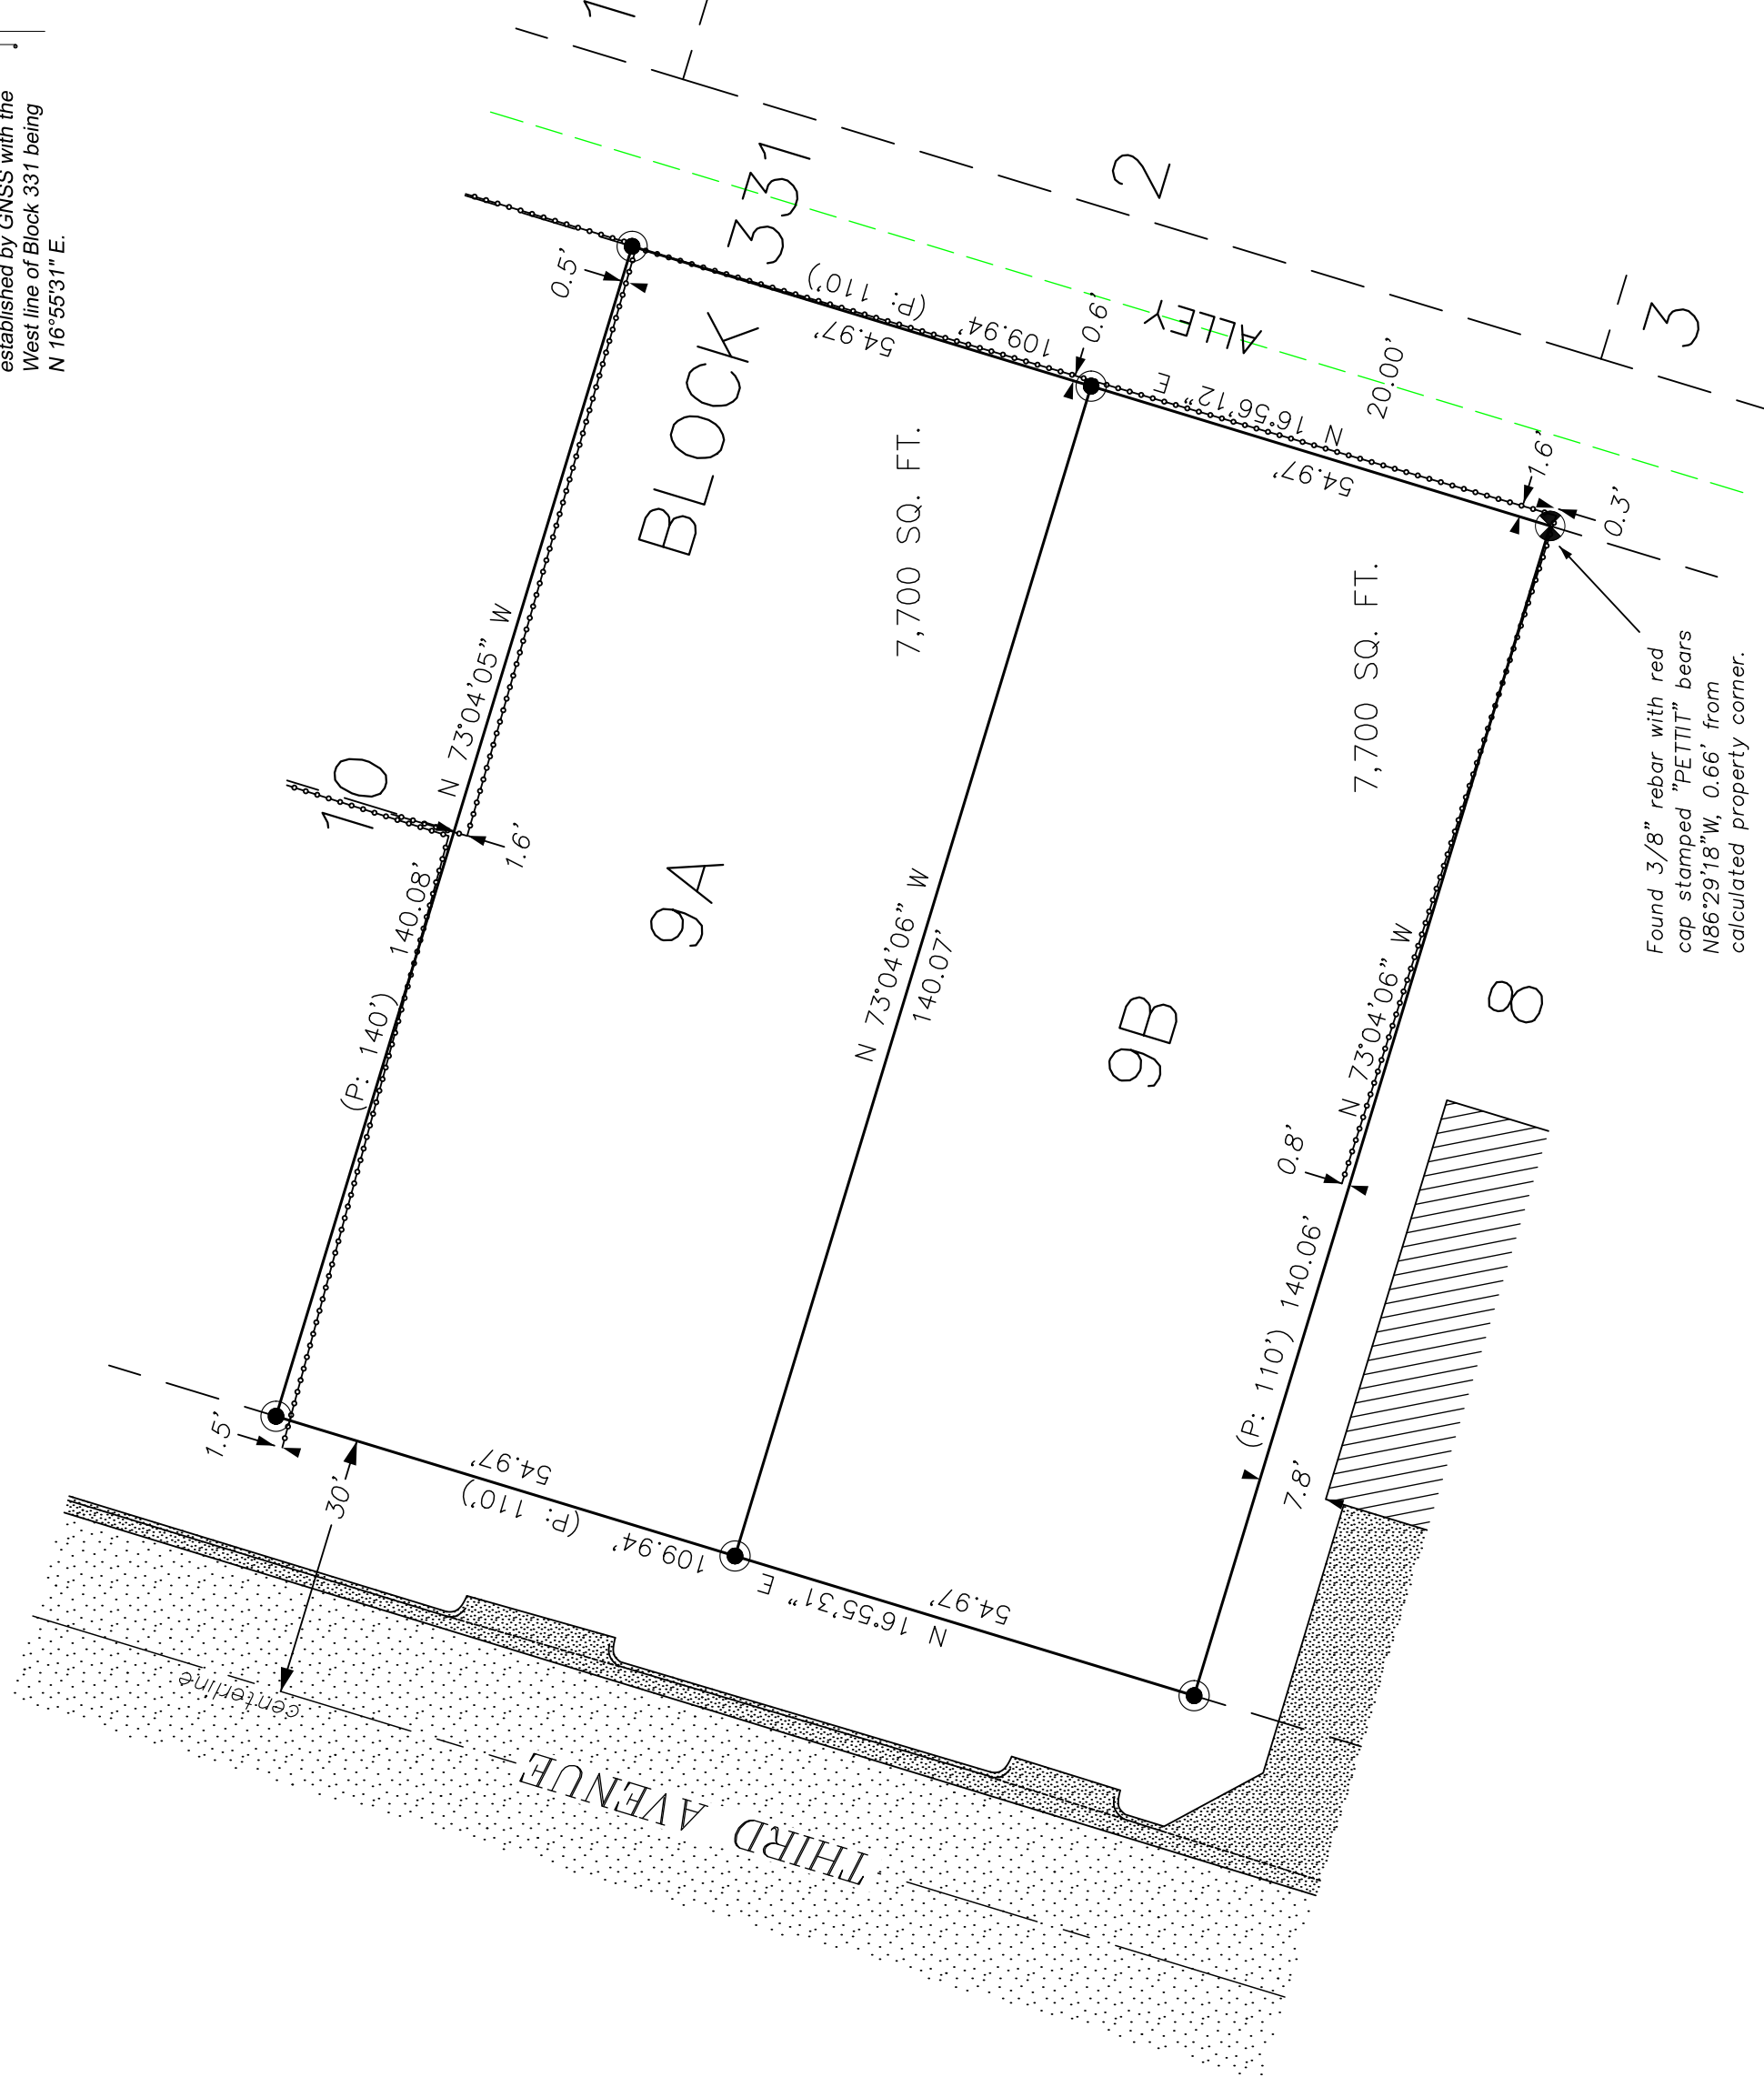 established by GNSS with the
West line of Block 331 being
N 16°55'31" E.
1
2
3
BLOCK 331
ALLEY
20.00'
0.5'
(P: 110')
109.94'
54.97'
0.6'
N 16°56'12" E
54.97'
1.6'
0.3'
7,700 SQ. FT.
7,700 SQ. FT.
10
N 73°04'05" W
1.6'
(P: 140') 140.08'
9A
N 73°04'06" W
140.07'
9B
8
N 73°04'06" W
0.8'
(P: 110') 140.06'
7.8'
Found 3/8" rebar with red
cap stamped "PETTIT" bears
N86°29'18"W, 0.66' from
calculated property corner.
1.5'
30'
54.97'
(P: 110')
109.94'
N 16°55'31" E
54.97'
centerline
THIRD AVENUE